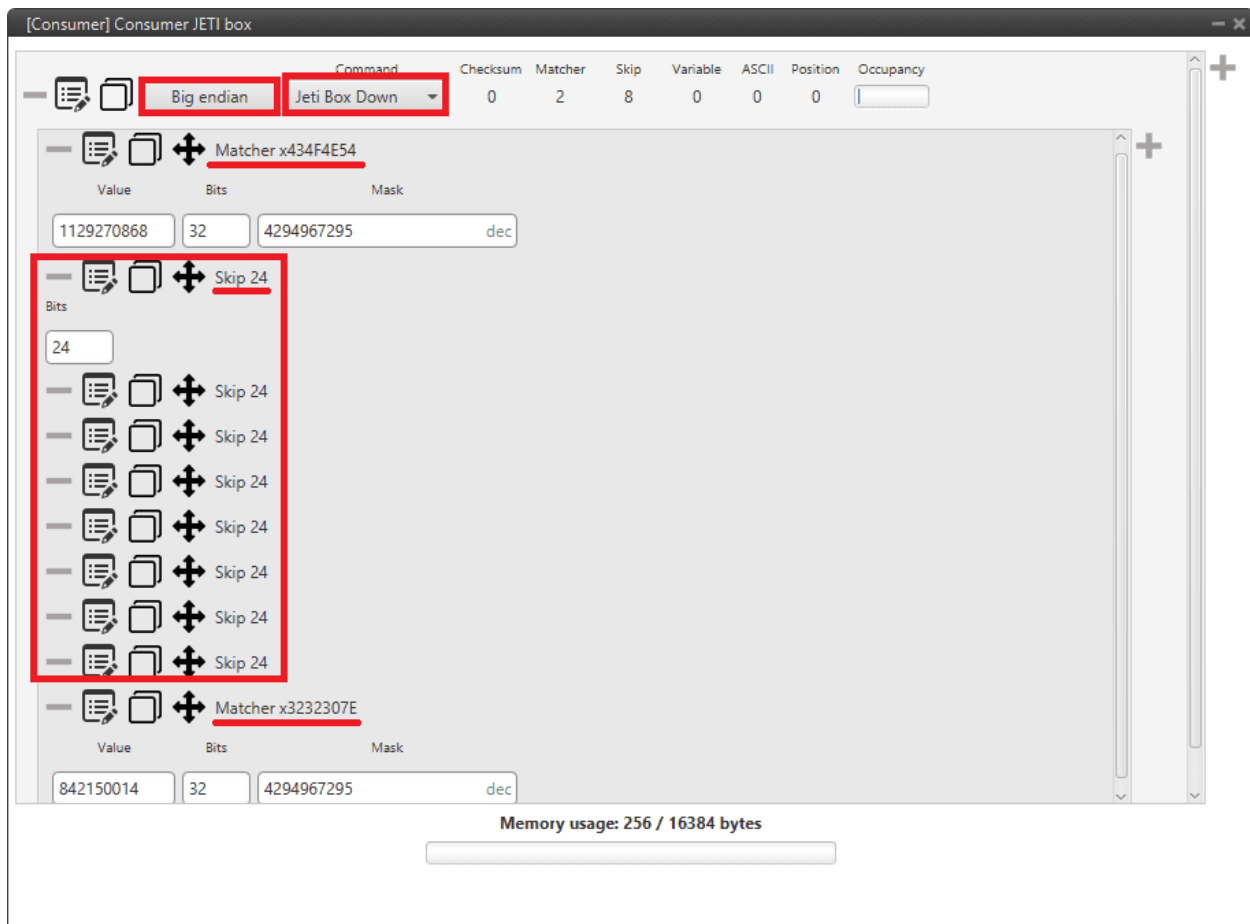 [Consumer] Consumer JETI box
Command Checksum Matcher Skip Variable ASCII Position Occupancy
Big endian Jeti Box Down 0 2 8 0 0 0
Matcher x434F4E54
Value Bits Mask
1129270868 32 4294967295 dec
Skip 24
Bits
24
Skip 24
Skip 24
Skip 24
Skip 24
Skip 24
Skip 24
Skip 24
Matcher x3232307E
Value Bits Mask
842150014 32 4294967295 dec
Memory usage: 256 / 16384 bytes